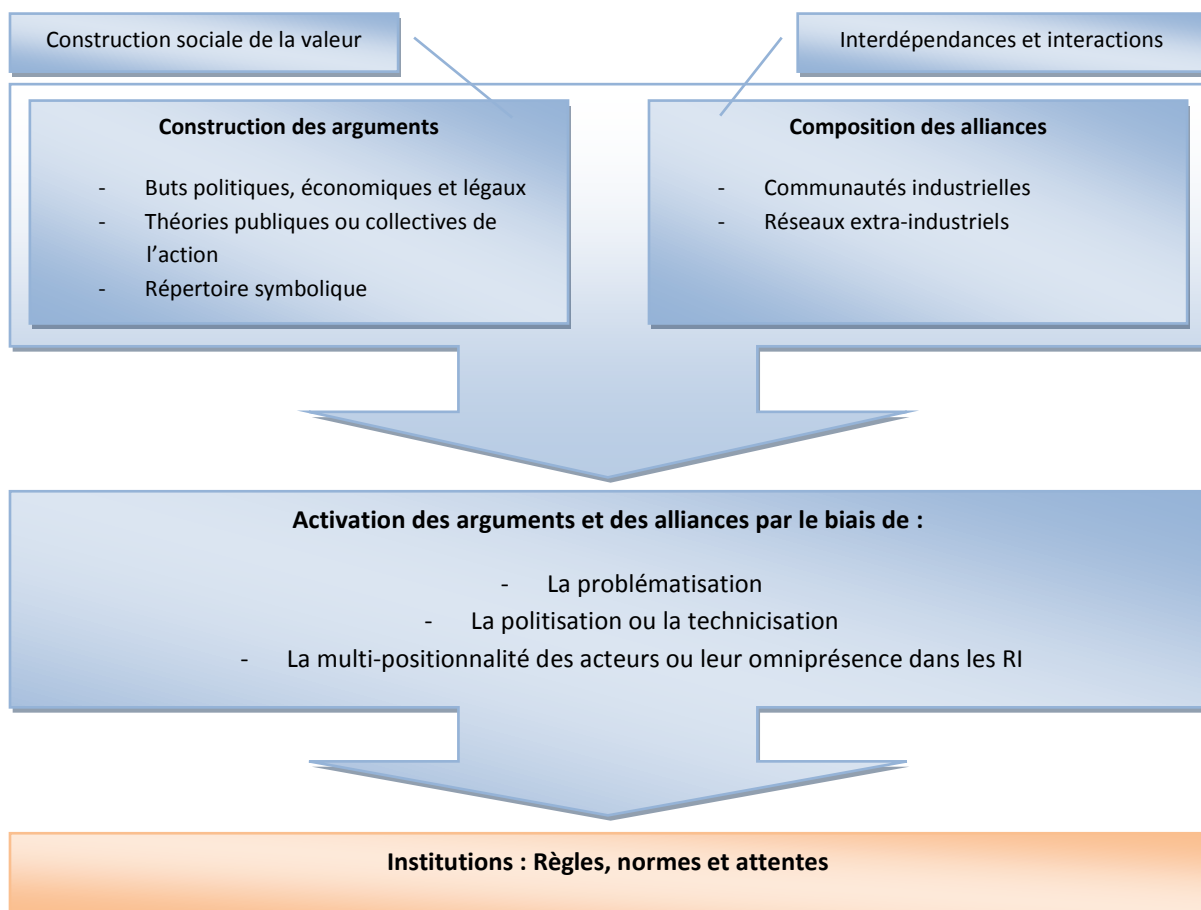 Construction sociale de la valeur
Interdépendances et interactions
Construction des arguments
- Buts politiques, économiques et légaux
- Théories publiques ou collectives de
l’action
- Répertoire symbolique
Composition des alliances
- Communautés industrielles
- Réseaux extra-industriels
Activation des arguments et des alliances par le biais de :
- La problématisation
- La politisation ou la technicisation
- La multi-positionnalité des acteurs ou leur omniprésence dans les RI
Institutions : Règles, normes et attentes